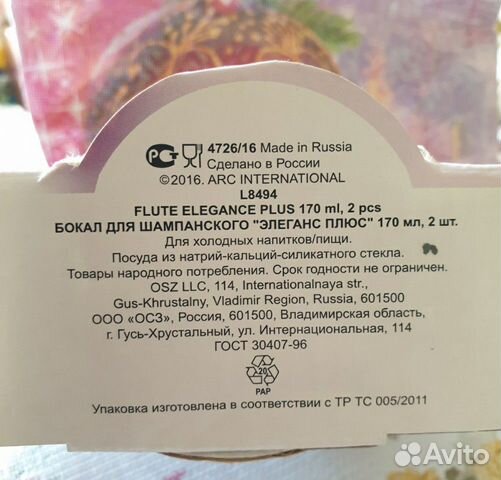 4726/16 Made in Russia
Сделано в России
©2016. ARC INTERNATIONAL
L8494
FLUTE ELEGANCE PLUS 170 ml, 2 pcs
БОКАЛ ДЛЯ ШАМПАНСКОГО "ЭЛЕГАНС ПЛЮС" 170 мл, 2 шт.
Для холодных напитков/пищи.
Посуда из натрий-кальций-силикатного стекла.
Товары народного потребления. Срок годности не ограничен.
OSZ LLC, 114, Internationalnaya str.,
Gus-Khrustalny, Vladimir Region, Russia, 601500
ООО «ОСЗ», Россия, 601500, Владимирская область,
г. Гусь-Хрустальный, ул. Интернациональная, 114
ГОСТ 30407-96
20
PAP
Упаковка изготовлена в соответствии с ТР ТС 005/2011
Avito